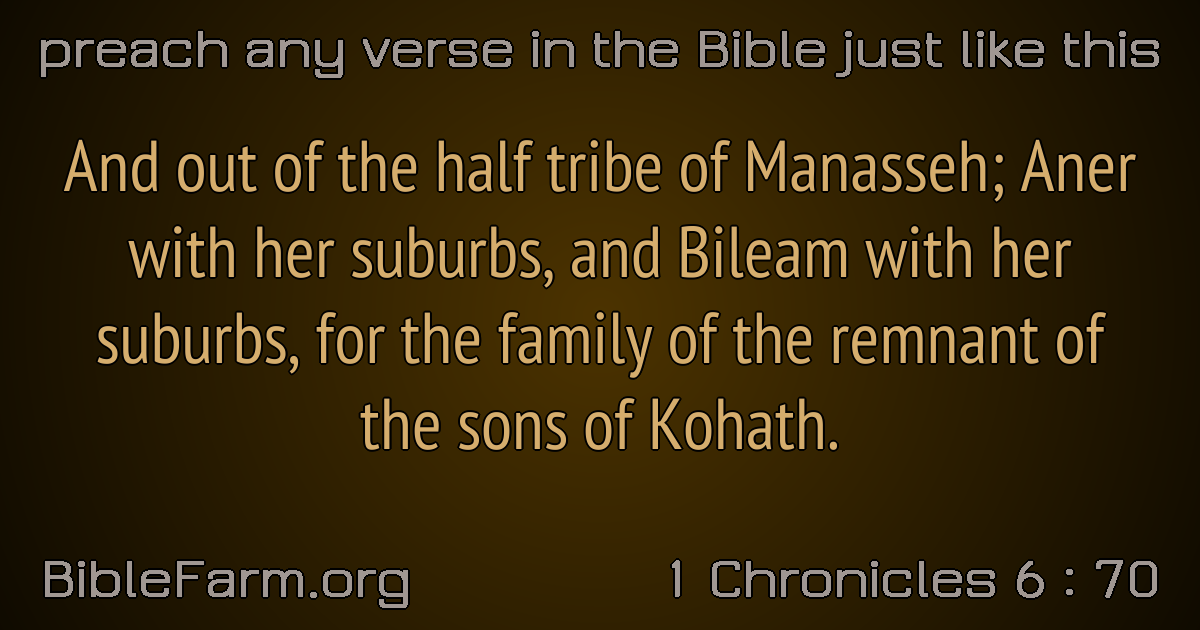 preach any verse in the Bible just like this
And out of the half tribe of Manasseh; Aner
with her suburbs, and Bileam with her
suburbs, for the family of the remnant of
the sons of Kohath.
BibleFarm.org
1 Chronicles 6 : 70